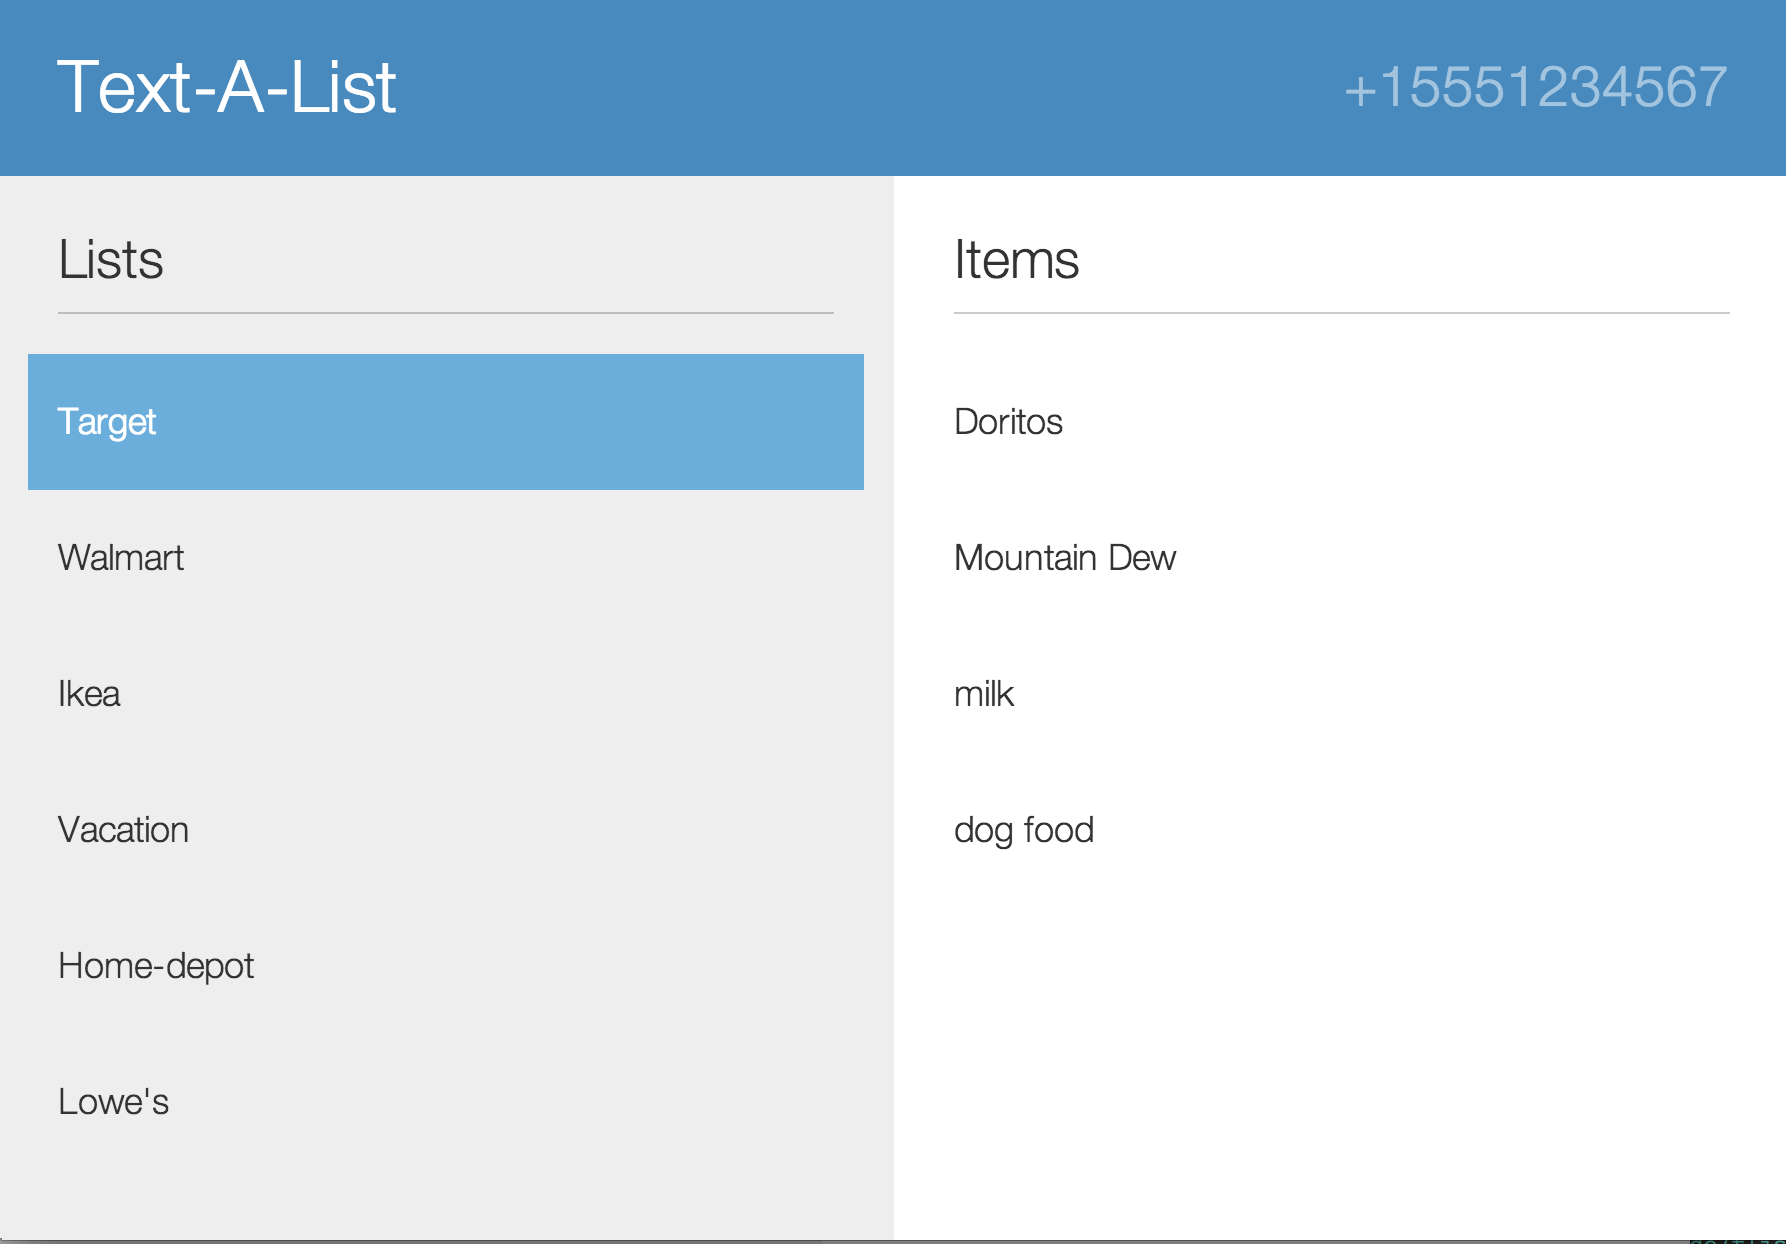 Text-A-List
+15551234567
Lists
Target
Walmart
Ikea
Vacation
Home-depot
Lowe's
Items
Doritos
Mountain Dew
milk
dog food